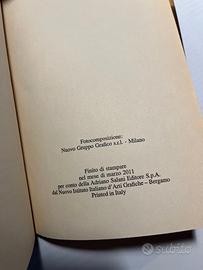 Fotocomposizione:
Nuovo Gruppo Grafico s.r.l. - Milano
Finito di stampare
nel mese di marzo 2011
per conto della Adriano Salani Editore S.p.A.
dal Nuovo Istituto Italiano d'Arti Grafiche – Bergamo
Printed in Italy
subito